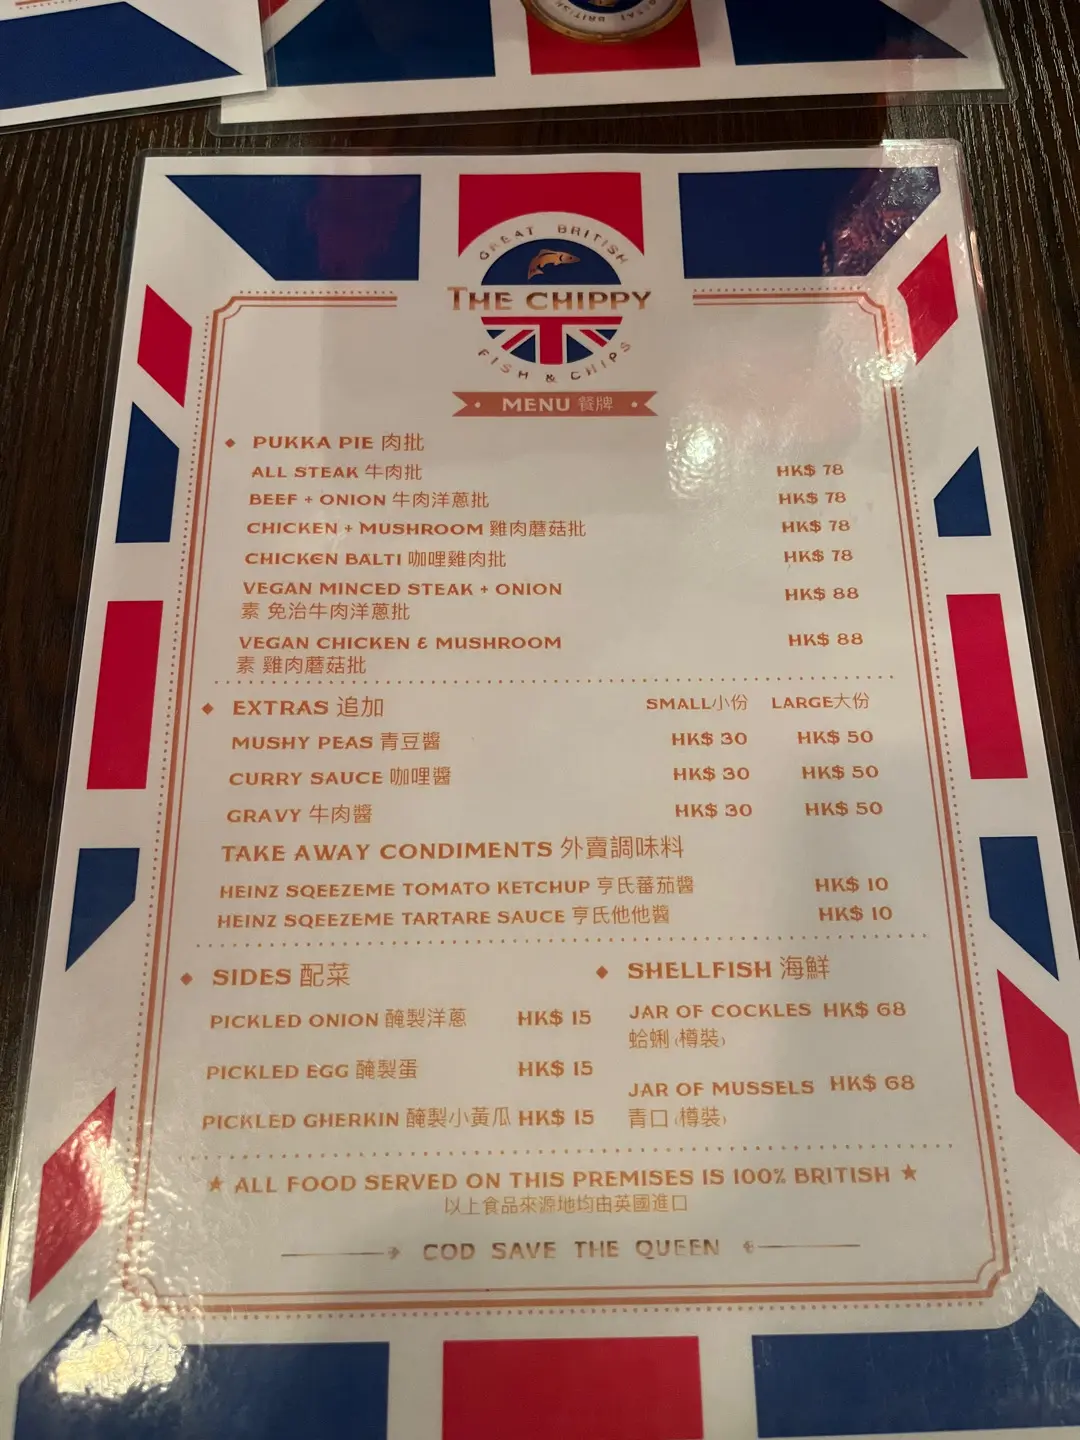 GREAT BRITISH
THE CHIPPY
FISH & CHIPS
MENU 餐牌
PUKKA PIE 肉批
ALL STEAK 牛肉批 HK$ 78
BEEF + ONION 牛肉洋蔥批 HK$ 78
CHICKEN + MUSHROOM 雞肉蘑菇批 HK$ 78
CHICKEN BALTI 咖哩雞肉批 HK$ 78
VEGAN MINCED STEAK + ONION HK$ 88
素 免治牛肉洋蔥批
VEGAN CHICKEN & MUSHROOM HK$ 88
素 雞肉蘑菇批
EXTRAS 追加 SMALL小份 LARGE大份
MUSHY PEAS 青豆醬 HK$ 30 HK$ 50
CURRY SAUCE 咖哩醬 HK$ 30 HK$ 50
GRAVY 牛肉醬 HK$ 30 HK$ 50
TAKE AWAY CONDIMENTS 外賣調味料
HEINZ SQEEZEME TOMATO KETCHUP 亨氏蕃茄醬 HK$ 10
HEINZ SQEEZEME TARTARE SAUCE 亨氏他他醬 HK$ 10
SIDES 配菜
PICKLED ONION 醃製洋蔥 HK$ 15
PICKLED EGG 醃製蛋 HK$ 15
PICKLED GHERKIN 醃製小黃瓜 HK$ 15
SHELLFISH 海鮮
JAR OF COCKLES HK$ 68
蛤蜊 (樽裝)
JAR OF MUSSELS HK$ 68
青口 (樽裝)
★ ALL FOOD SERVED ON THIS PREMISES IS 100% BRITISH ★
以上食品來源地均由英國進口
COD SAVE THE QUEEN